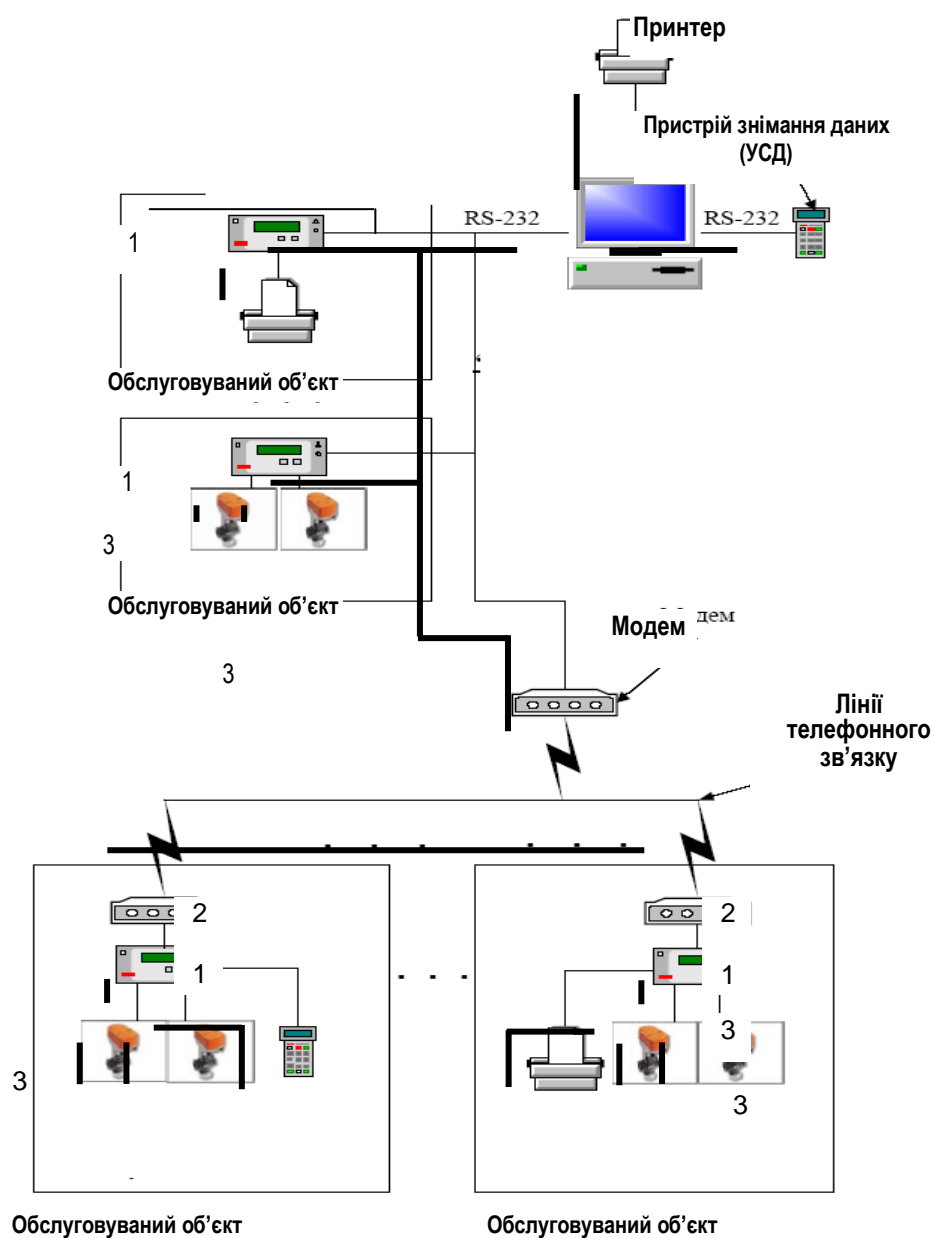 Принтер
Пристрій знімання даних
(УСД)
RS-232
RS-232
1
Обслуговуваний об’єкт
1
3
Обслуговуваний об’єкт
Модем
дем
3
Лінії
телефонного
зв’язку
2
2
1
1
3
3
3
Обслуговуваний об’єкт
Обслуговуваний об’єкт